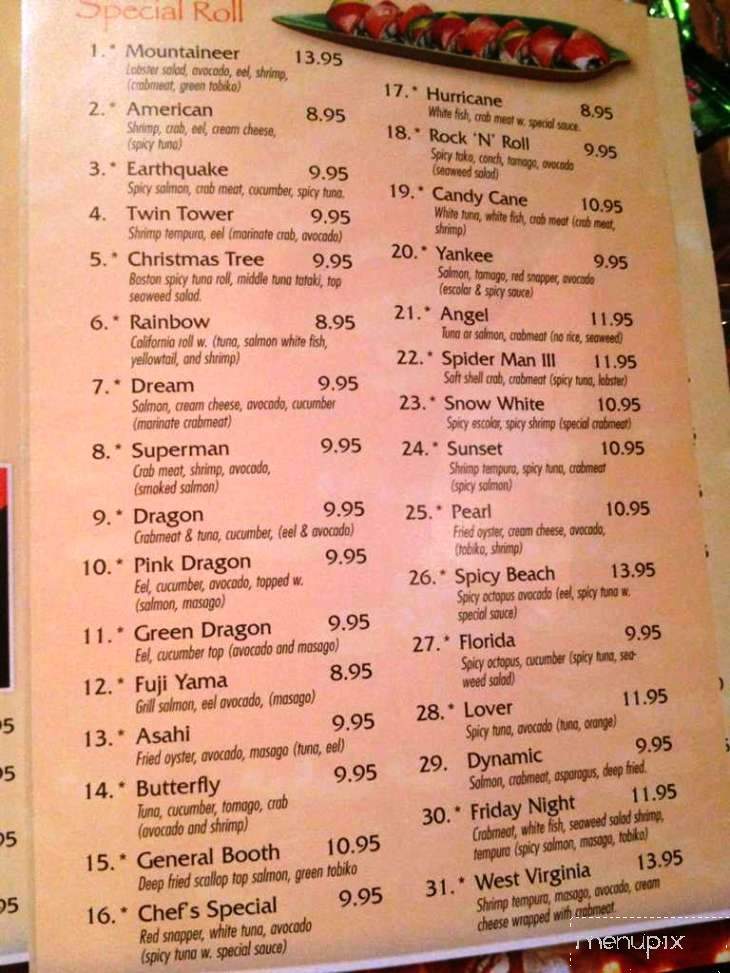 Special Roll
1.* Mountaineer 13.95
Lobster salad, avocado, eel, shrimp,
(crabmeat, green tobiko)
2.* American 8.95
Shrimp, crab, eel, cream cheese,
(spicy tuna)
3.* Earthquake 9.95
Spicy salmon, crab meat, cucumber, spicy tuna.
4. Twin Tower 9.95
Shrimp tempura, eel (marinate crab, avocado)
5.* Christmas Tree 9.95
Boston spicy tuna roll, middle tuna tataki, top
seaweed salad.
6.* Rainbow 8.95
California roll w. (tuna, salmon white fish,
yellowtail, and shrimp)
7.* Dream 9.95
Salmon, cream cheese, avocado, cucumber
(marinate crabmeat)
8.* Superman 9.95
Crab meat, shrimp, avocado,
(smoked salmon)
9.* Dragon 9.95
Crabmeat & tuna, cucumber, (eel & avocado)
10.* Pink Dragon 9.95
Eel, cucumber, avocado, topped w.
(salmon, masago)
11.* Green Dragon 9.95
Eel, cucumber top (avocado and masago)
12.* Fuji Yama 8.95
Grill salmon, eel avocado, (masago)
13.* Asahi 9.95
Fried oyster, avocado, masago (tuna, eel)
14.* Butterfly 9.95
Tuna, cucumber, tomago, crab
(avocado and shrimp)
15.* General Booth 10.95
Deep fried scallop top salmon, green tobiko
16.* Chef's Special 9.95
Red snapper, white tuna, avocado
(spicy tuna w. special sauce)
17.* Hurricane 8.95
White fish, crab meat w. special sauce.
18.* Rock 'N' Roll 9.95
Spicy tako, conch, tamago, avocado
(seaweed salad)
19.* Candy Cane 10.95
White tuna, white fish, crab meat (crab meat,
shrimp)
20.* Yankee 9.95
Salmon, tamago, red snapper, avocado
(escolar & spicy sauce)
21.* Angel 11.95
Tuna or salmon, crabmeat (no rice, seaweed)
22.* Spider Man III 11.95
Soft shell crab, crabmeat (spicy tuna, lobster)
23.* Snow White 10.95
Spicy escolar, spicy shrimp (special crabmeat)
24.* Sunset 10.95
Shrimp tempura, spicy tuna, crabmeat
(spicy salmon)
25.* Pearl 10.95
Fried oyster, cream cheese, avocado,
(tobiko, shrimp)
26.* Spicy Beach 13.95
Spicy octopus avocado (eel, spicy tuna w.
special sauce)
27.* Florida 9.95
Spicy octopus, cucumber (spicy tuna, sea-
weed salad)
28.* Lover 11.95
Spicy tuna, avocado (tuna, orange)
29. Dynamic 9.95
Salmon, crabmeat, asparagus, deep fried.
30.* Friday Night 11.95
Crabmeat, white fish, seaweed salad shrimp,
tempura (spicy salmon, masago, tobiko)
31.* West Virginia 13.95
Shrimp tempura, masago, avocado, cream
cheese wrapped with crabmeat
menupix